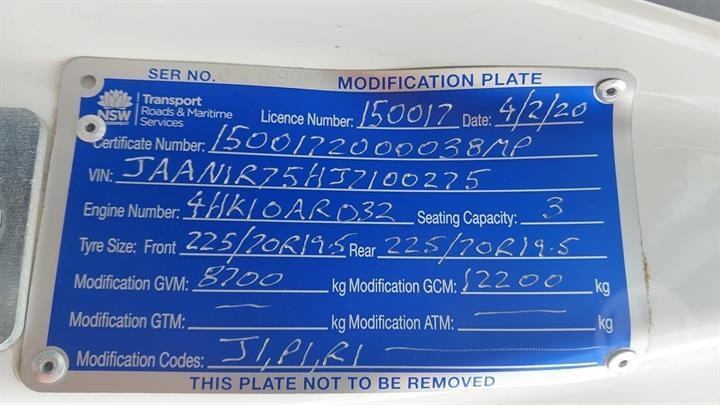 SER NO. MODIFICATION PLATE
NSW GOVERNMENT Transport Roads & Maritime Services
Licence Number: 150017 Date: 4/2/20
Certificate Number: 1500172000038MP
VIN: JAAN1R75HJ7100275
Engine Number: 4HK10AR032 Seating Capacity: 3
Tyre Size: Front 225/70R19.5 Rear 225/70R19.5
Modification GVM: 8700 kg Modification GCM: 12200 kg
Modification GTM: — kg Modification ATM: — kg
Modification Codes: J1, P1, R1
THIS PLATE NOT TO BE REMOVED